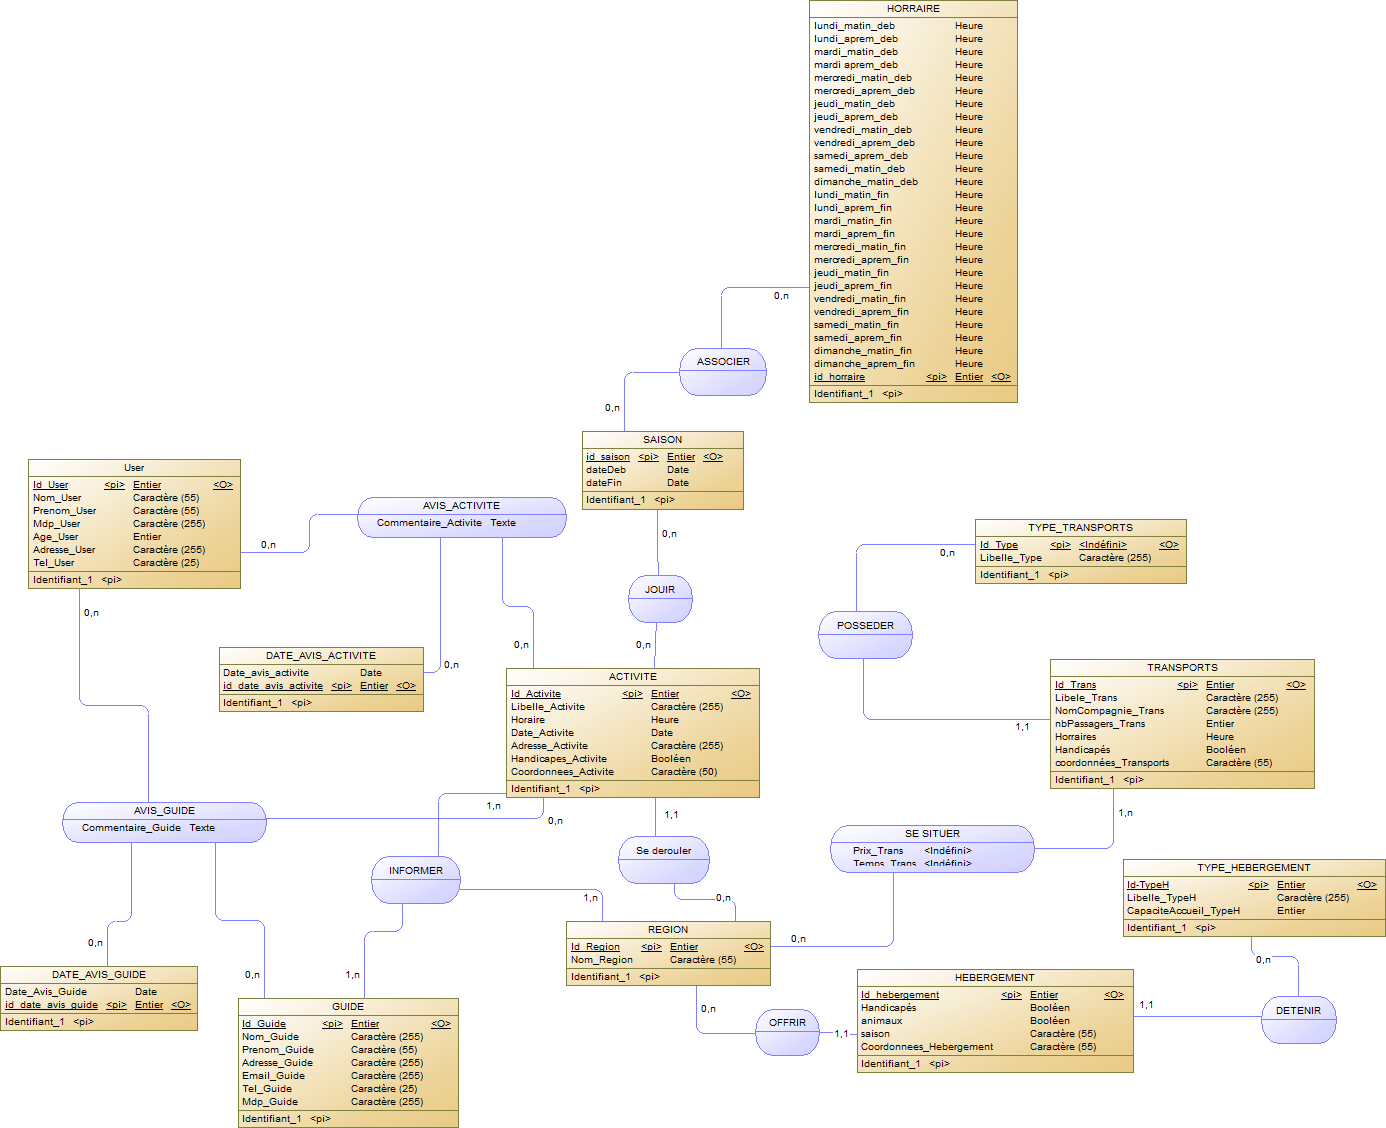 HORRAIRE
lundi_matin_deb Heure
lundi_aprem_deb Heure
mardi_matin_deb Heure
mardi aprem_deb Heure
mercredi_matin_deb Heure
mercredi_aprem_deb Heure
jeudi_matin_deb Heure
jeudi_aprem_deb Heure
vendredi_matin_deb Heure
vendredi_aprem_deb Heure
samedi_aprem_deb Heure
samedi_matin_deb Heure
dimanche_matin_deb Heure
lundi_matin_fin Heure
lundi_aprem_fin Heure
mardi_matin_fin Heure
mardi_aprem_fin Heure
mercredi_matin_fin Heure
mercredi_aprem_fin Heure
jeudi_matin_fin Heure
jeudi_aprem_fin Heure
vendredi_matin_fin Heure
vendredi_aprem_fin Heure
samedi_matin_fin Heure
samedi_aprem_fin Heure
dimanche_matin_fin Heure
dimanche_aprem_fin Heure
id_horraire <pi> Entier <O>
Identifiant_1 <pi>
0,n
ASSOCIER
0,n
SAISON
id_saison <pi> Entier <O>
dateDeb Date
dateFin Date
Identifiant_1 <pi>
0,n
JOUIR
0,n
User
Id_User <pi> Entier <O>
Nom_User Caractère (55)
Prenom_User Caractère (55)
Mdp_User Caractère (255)
Age_User Entier
Adresse_User Caractère (255)
Tel_User Caractère (25)
Identifiant_1 <pi>
0,n
0,n
AVIS_ACTIVITE
Commentaire_Activite Texte
0,n
0,n
DATE_AVIS_ACTIVITE
Date_avis_activite Date
id_date_avis_activite <pi> Entier <O>
Identifiant_1 <pi>
TYPE_TRANSPORTS
Id_Type <pi> <Indéfini> <O>
Libelle_Type Caractère (255)
Identifiant_1 <pi>
0,n
POSSEDER
1,1
ACTIVITE
Id_Activite <pi> Entier <O>
Libelle_Activite Caractère (255)
Horaire Heure
Date_Activite Date
Adresse_Activite Caractère (255)
Handicapes_Activite Booléen
Coordonnees_Activite Caractère (50)
Identifiant_1 <pi>
TRANSPORTS
Id_Trans <pi> Entier <O>
Libele_Trans Caractère (255)
NomCompagnie_Trans Caractère (255)
nbPassagers_Trans Entier
Horraires Heure
Handicapés Booléen
coordonnées_Transports Caractère (55)
Identifiant_1 <pi>
1,n
0,n
1,1
1,n
AVIS_GUIDE
Commentaire_Guide Texte
INFORMER
Se derouler
SE SITUER
Prix_Trans <Indéfini>
Temps_Trans <Indéfini>
1,n
0,n
0,n
TYPE_HEBERGEMENT
Id-TypeH <pi> Entier <O>
Libelle_TypeH Caractère (255)
CapaciteAccueil_TypeH Entier
Identifiant_1 <pi>
REGION
Id_Region <pi> Entier <O>
Nom_Region Caractère (55)
Identifiant_1 <pi>
0,n
0,n
1,n
0,n
DATE_AVIS_GUIDE
Date_Avis_Guide Date
id_date_avis_guide <pi> Entier <O>
Identifiant_1 <pi>
GUIDE
Id_Guide <pi> Entier <O>
Nom_Guide Caractère (255)
Prenom_Guide Caractère (55)
Adresse_Guide Caractère (255)
Email_Guide Caractère (255)
Tel_Guide Caractère (25)
Mdp_Guide Caractère (255)
Identifiant_1 <pi>
0,n
OFFRIR
1,1
HEBERGEMENT
Id_hebergement <pi> Entier <O>
Handicapés Booléen
animaux Booléen
saison Caractère (55)
Coordonnees_Hebergement Caractère (55)
Identifiant_1 <pi>
1,1
0,n
DETENIR